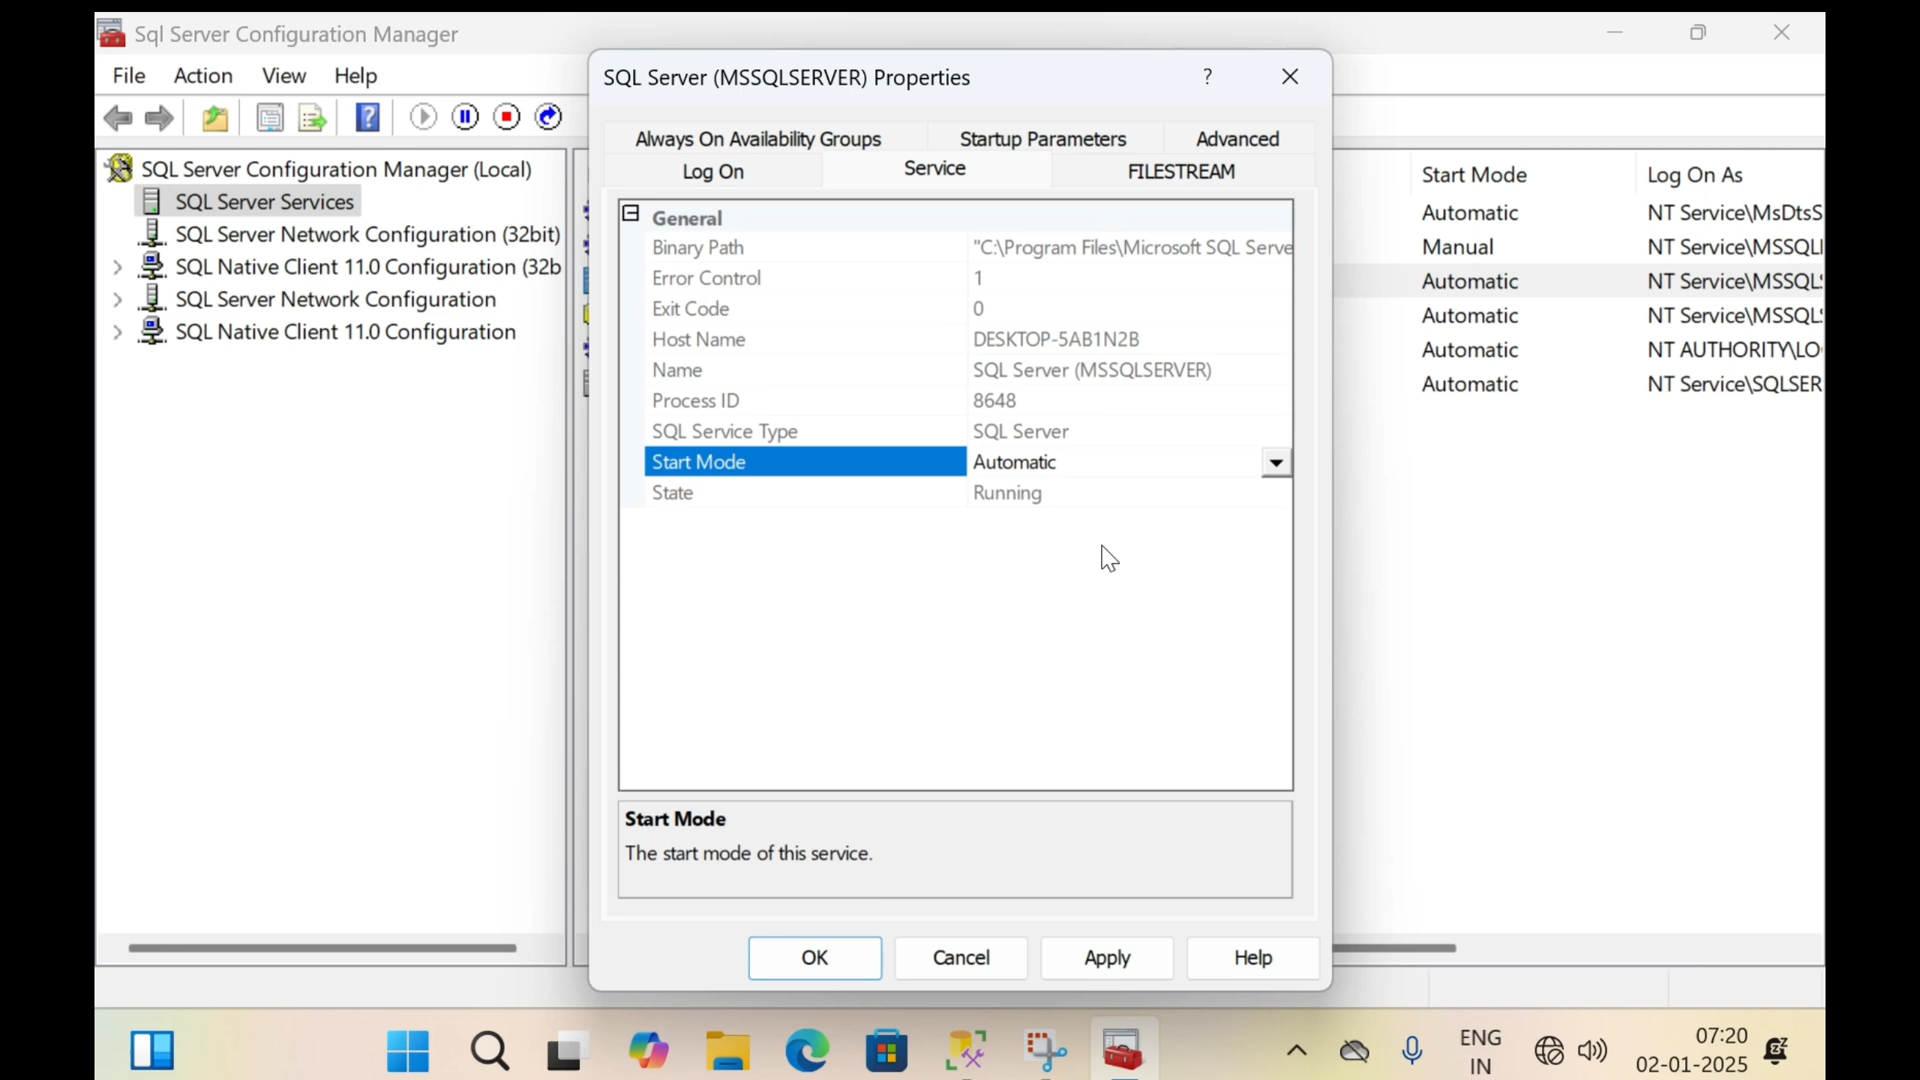 Sql Server Configuration Manager
File Action View Help
SQL Server Configuration Manager (Local)
SQL Server Services
SQL Server Network Configuration (32bit)
SQL Native Client 11.0 Configuration (32b
SQL Server Network Configuration
SQL Native Client 11.0 Configuration
SQL Server (MSSQLSERVER) Properties ?
Always On Availability Groups Startup Parameters Advanced
Log On Service FILESTREAM
General
Binary Path "C:\Program Files\Microsoft SQL Serve
Error Control 1
Exit Code 0
Host Name DESKTOP-5AB1N2B
Name SQL Server (MSSQLSERVER)
Process ID 8648
SQL Service Type SQL Server
Start Mode Automatic
State Running
Start Mode
The start mode of this service.
OK Cancel Apply Help
Start Mode Log On As
Automatic NT Service\MsDtsS
Manual NT Service\MSSQLI
Automatic NT Service\MSSQLS
Automatic NT Service\MSSQLS
Automatic NT AUTHORITY\LO
Automatic NT Service\SQLSER
ENG
IN
07:20
02-01-2025